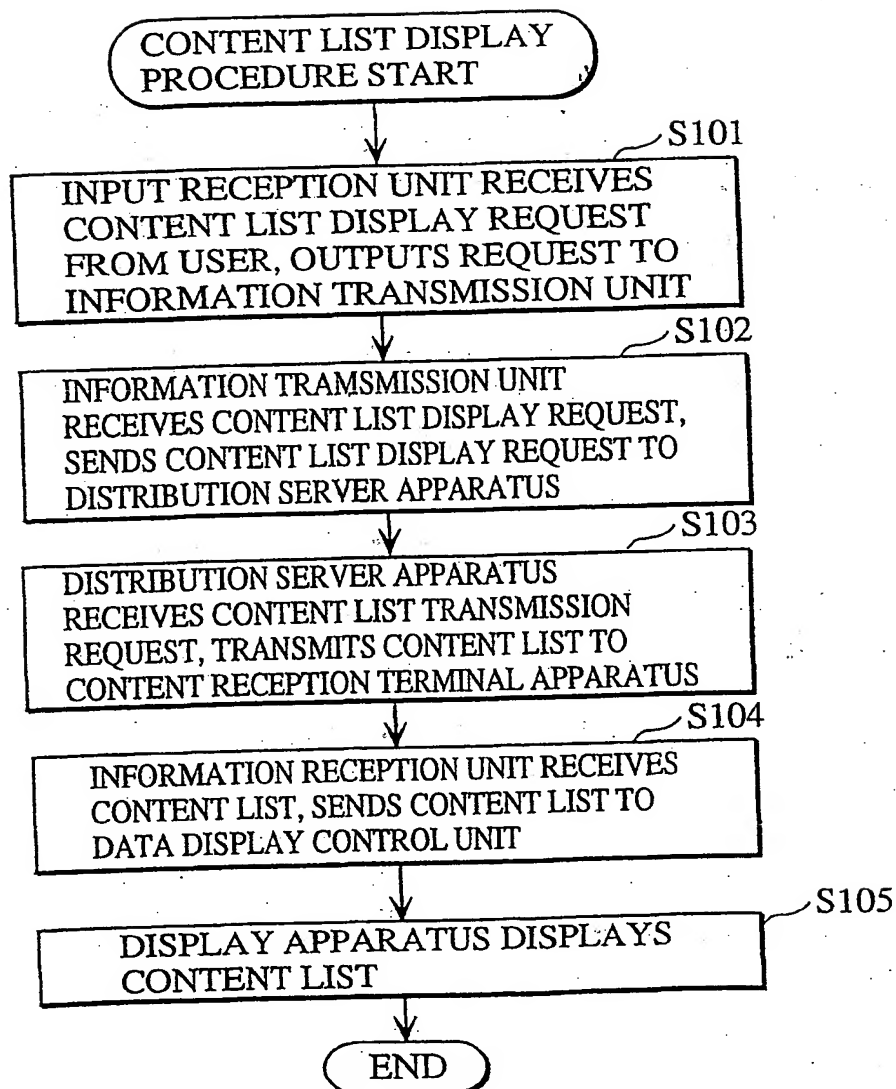 CONTENT LIST DISPLAY
PROCEDURE START
S101
INPUT RECEPTION UNIT RECEIVES
CONTENT LIST DISPLAY REQUEST
FROM USER, OUTPUTS REQUEST TO
INFORMATION TRANSMISSION UNIT
S102
INFORMATION TRAMSMISSION UNIT
RECEIVES CONTENT LIST DISPLAY REQUEST,
SENDS CONTENT LIST DISPLAY REQUEST TO
DISTRIBUTION SERVER APPARATUS
S103
DISTRIBUTION SERVER APPARATUS
RECEIVES CONTENT LIST TRANSMISSION
REQUEST, TRANSMITS CONTENT LIST TO
CONTENT RECEPTION TERMINAL APPARATUS
S104
INFORMATION RECEPTION UNIT RECEIVES
CONTENT LIST, SENDS CONTENT LIST TO
DATA DISPLAY CONTROL UNIT
S105
DISPLAY APPARATUS DISPLAYS
CONTENT LIST
END